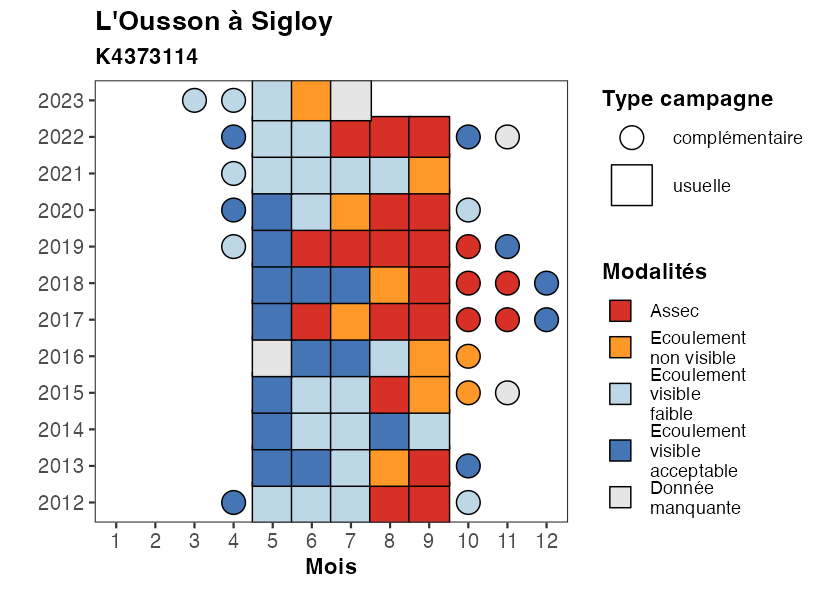 L'Ousson à Sigloy
K4373114
2023
2022
2021
2020
2019
2018
2017
2016
2015
2014
2013
2012
1 2 3 4 5 6 7 8 9 10 11 12
Mois
Type campagne
complémentaire
usuelle
Modalités
Assec
Ecoulement
non visible
Ecoulement
visible
faible
Ecoulement
visible
acceptable
Donnée
manquante